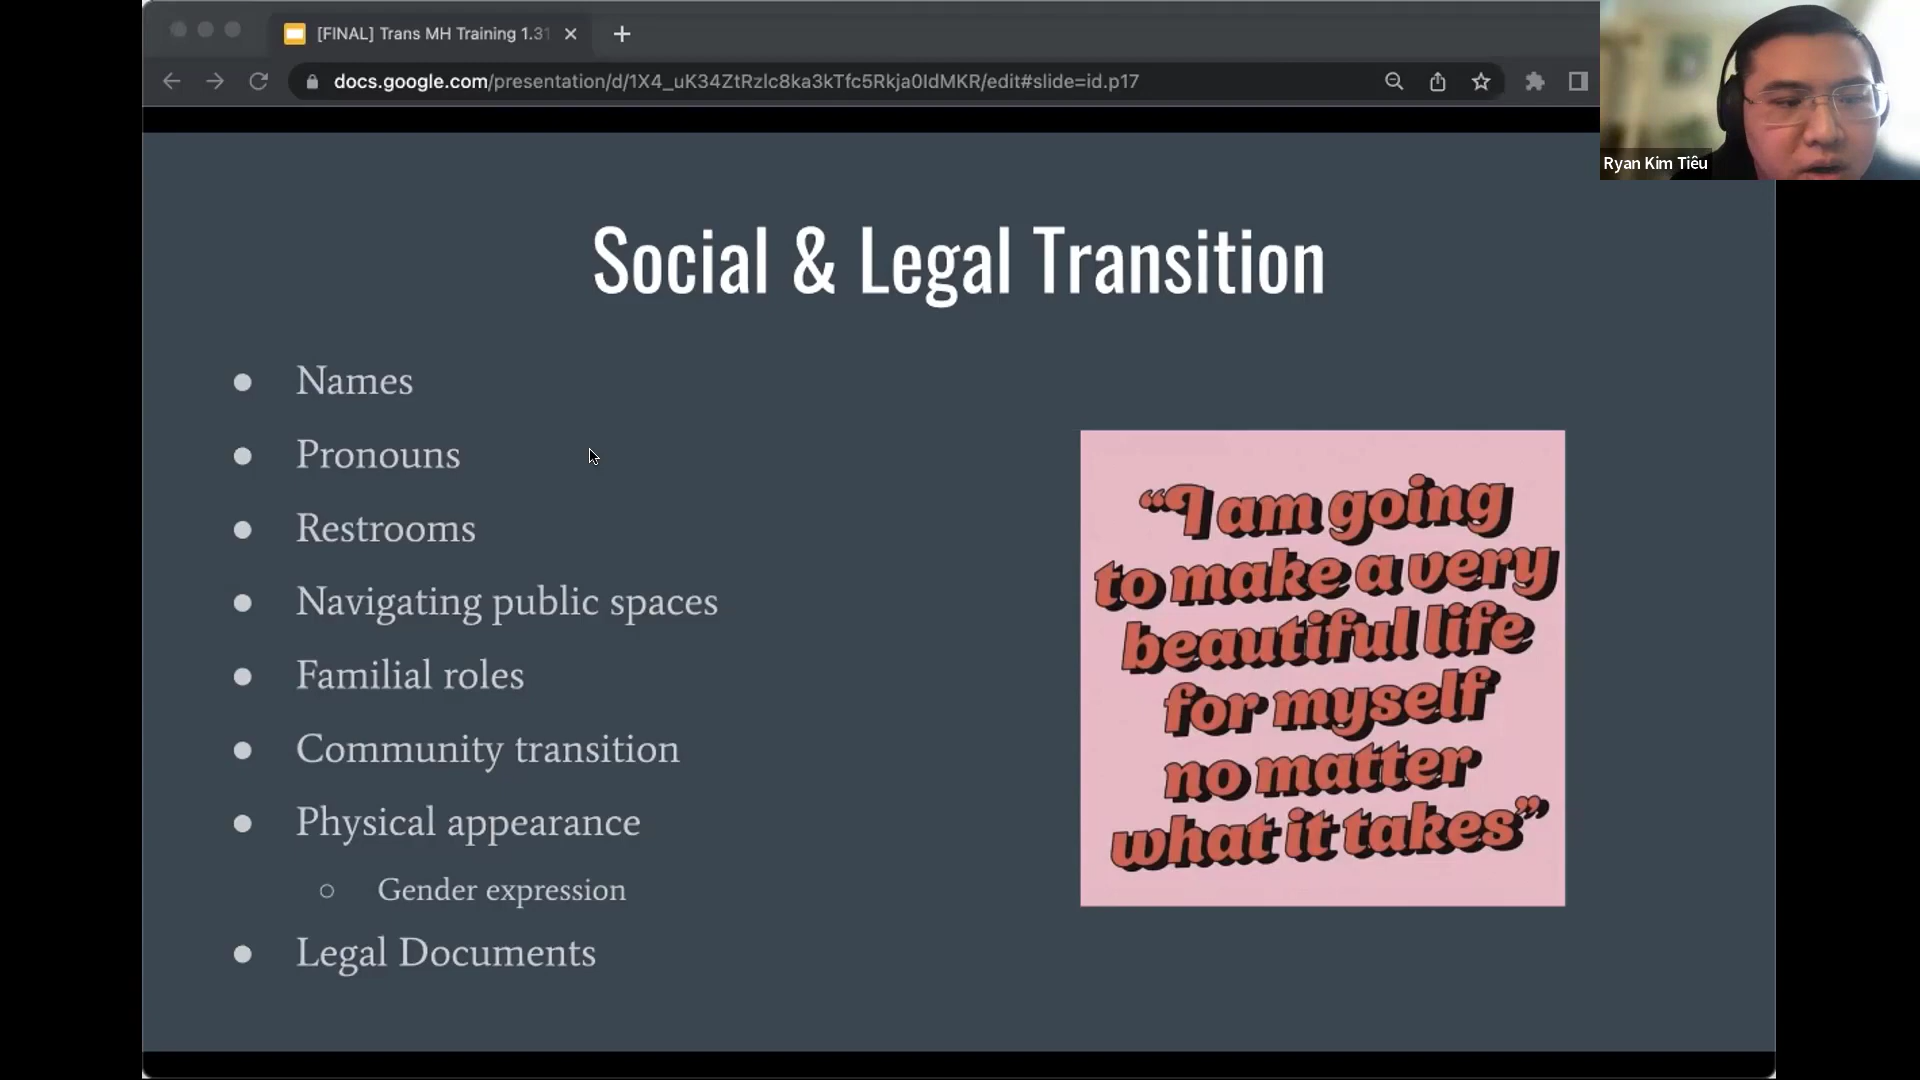 [FINAL] Trans MH Training 1.31
docs.google.com/presentation/d/1X4_uK34ZtRzlc8ka3kTfc5Rkja0IdMKR/edit#slide=id.p17
Ryan Kim Tiêu
Social & Legal Transition
Names
Pronouns
Restrooms
Navigating public spaces
Familial roles
Community transition
Physical appearance
Gender expression
Legal Documents
“I am going
to make a very
beautiful life
for myself
no matter
what it takes”